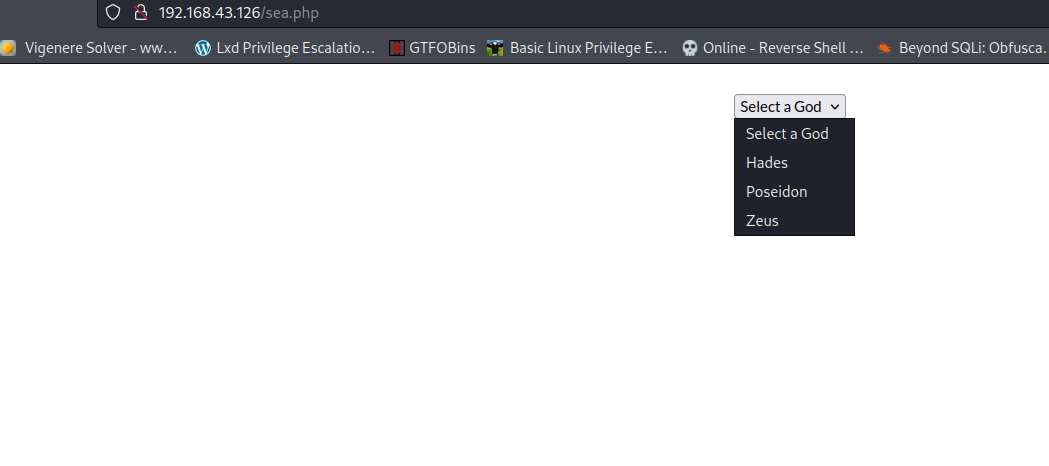 192.168.43.126/sea.php
Vigenere Solver - ww… Lxd Privilege Escalatio… GTFOBins Basic Linux Privilege E… Online - Reverse Shell … Beyond SQLi: Obfusca…
Select a God
Select a God
Hades
Poseidon
Zeus